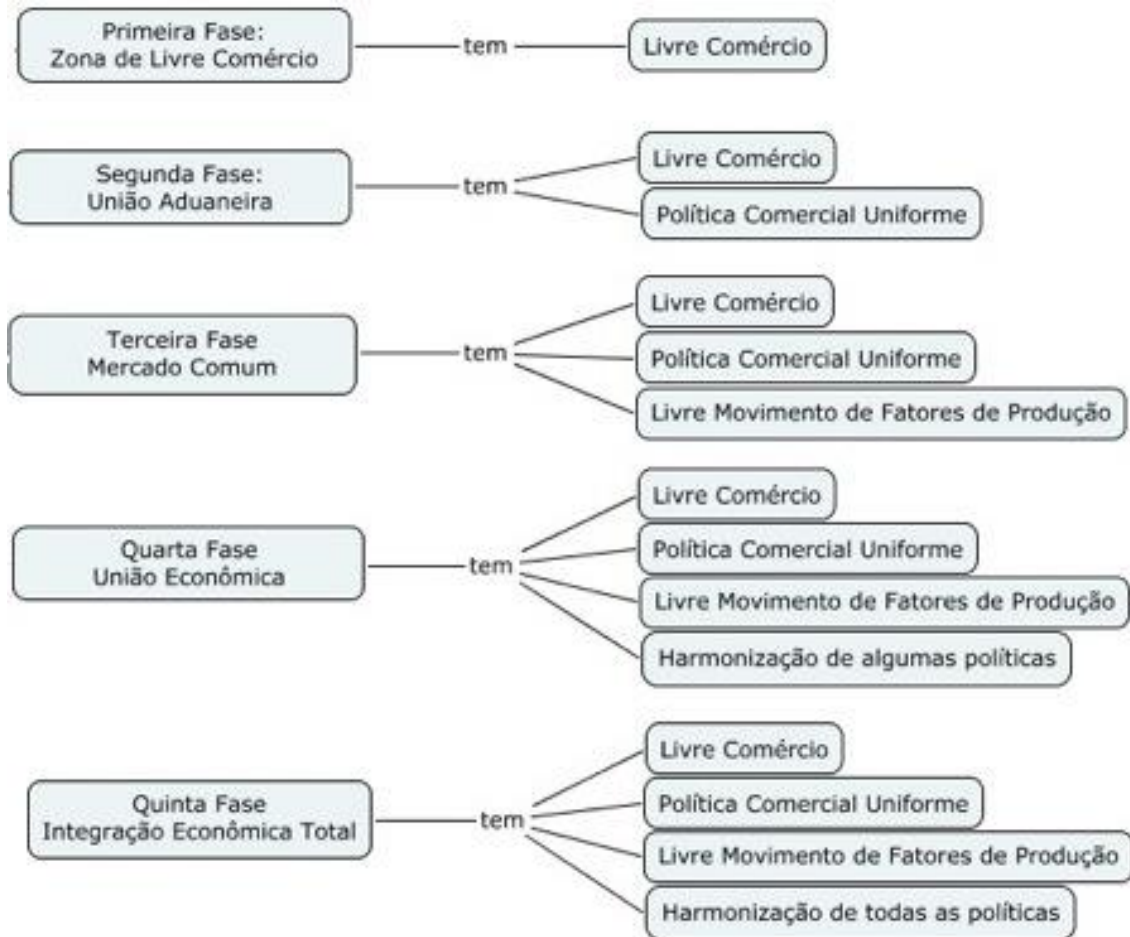 Primeira Fase:
Zona de Livre Comércio
tem
Livre Comércio
Segunda Fase:
União Aduaneira
tem
Livre Comércio
Política Comercial Uniforme
Terceira Fase
Mercado Comum
tem
Livre Comércio
Política Comercial Uniforme
Livre Movimento de Fatores de Produção
Quarta Fase
União Econômica
tem
Livre Comércio
Política Comercial Uniforme
Livre Movimento de Fatores de Produção
Harmonização de algumas políticas
Quinta Fase
Integração Econômica Total
tem
Livre Comércio
Política Comercial Uniforme
Livre Movimento de Fatores de Produção
Harmonização de todas as políticas